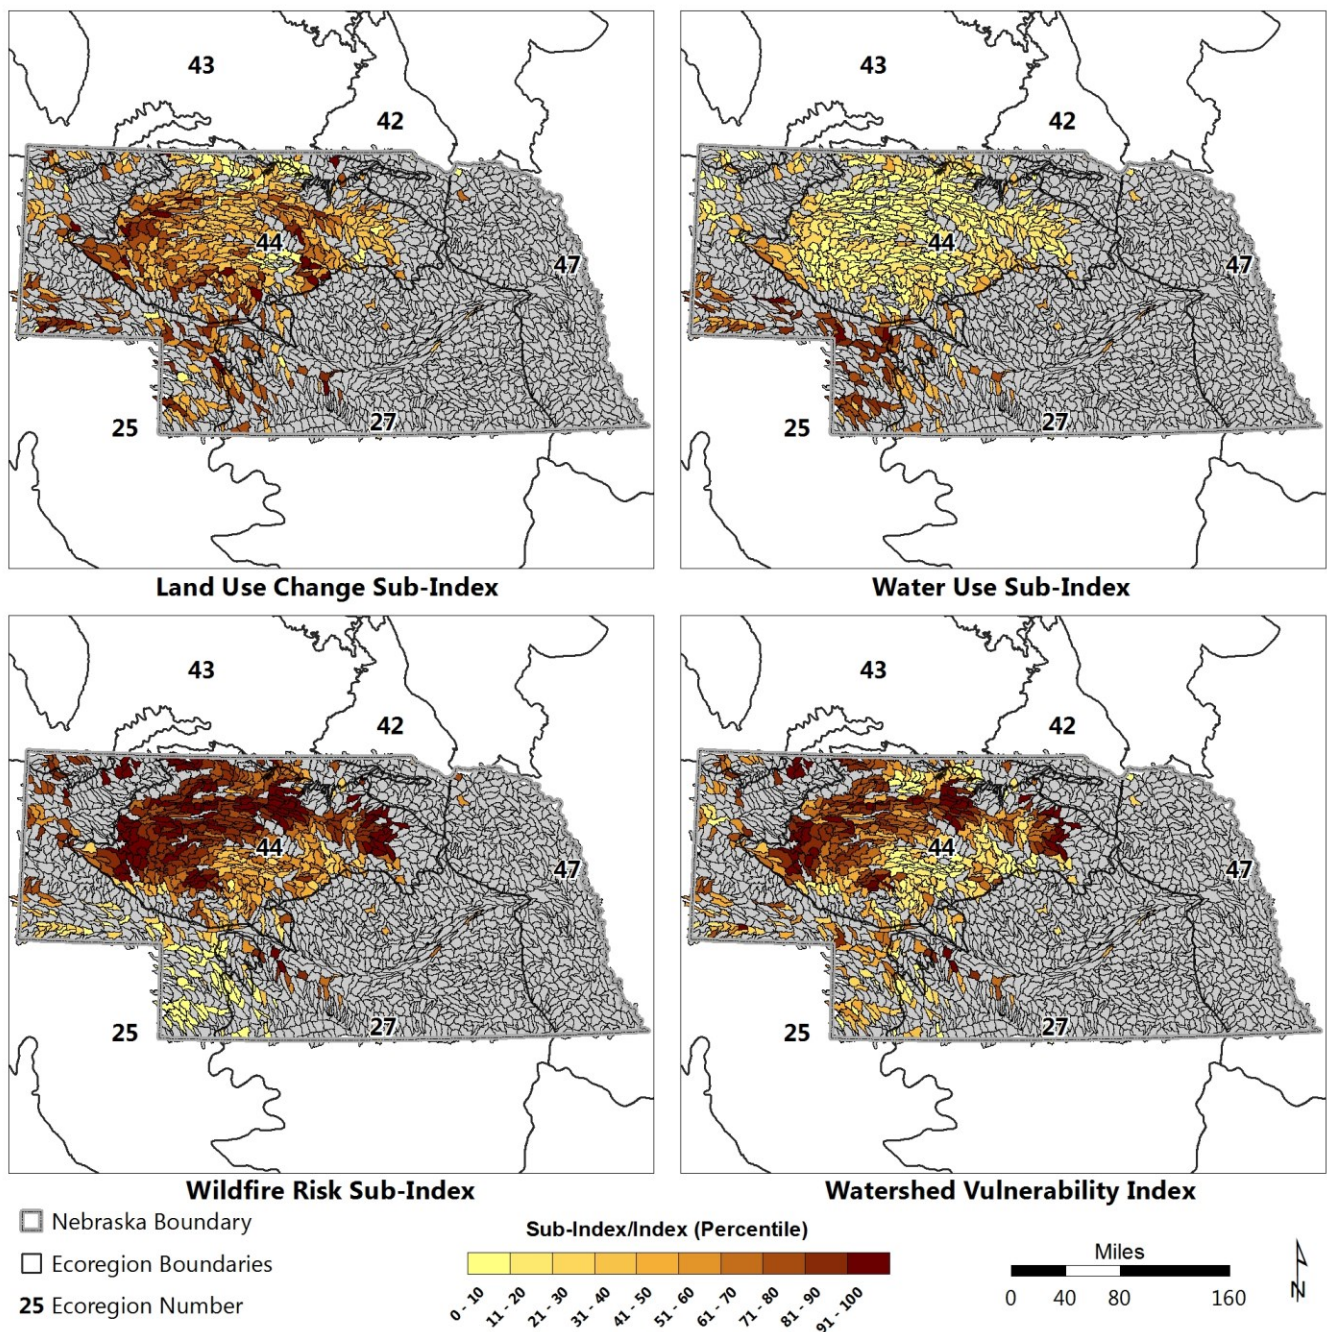 43
42
44
47
25
27
Land Use Change Sub-Index
43
42
44
47
25
27
Water Use Sub-Index
43
42
44
47
25
27
Wildfire Risk Sub-Index
43
42
44
47
25
27
Watershed Vulnerability Index
Nebraska Boundary
Ecoregion Boundaries
25 Ecoregion Number
Sub-Index/Index (Percentile)
0 - 10
11 - 20
21 - 30
31 - 40
41 - 50
51 - 60
61 - 70
71 - 80
81 - 90
91 - 100
Miles
0 40 80 160
N